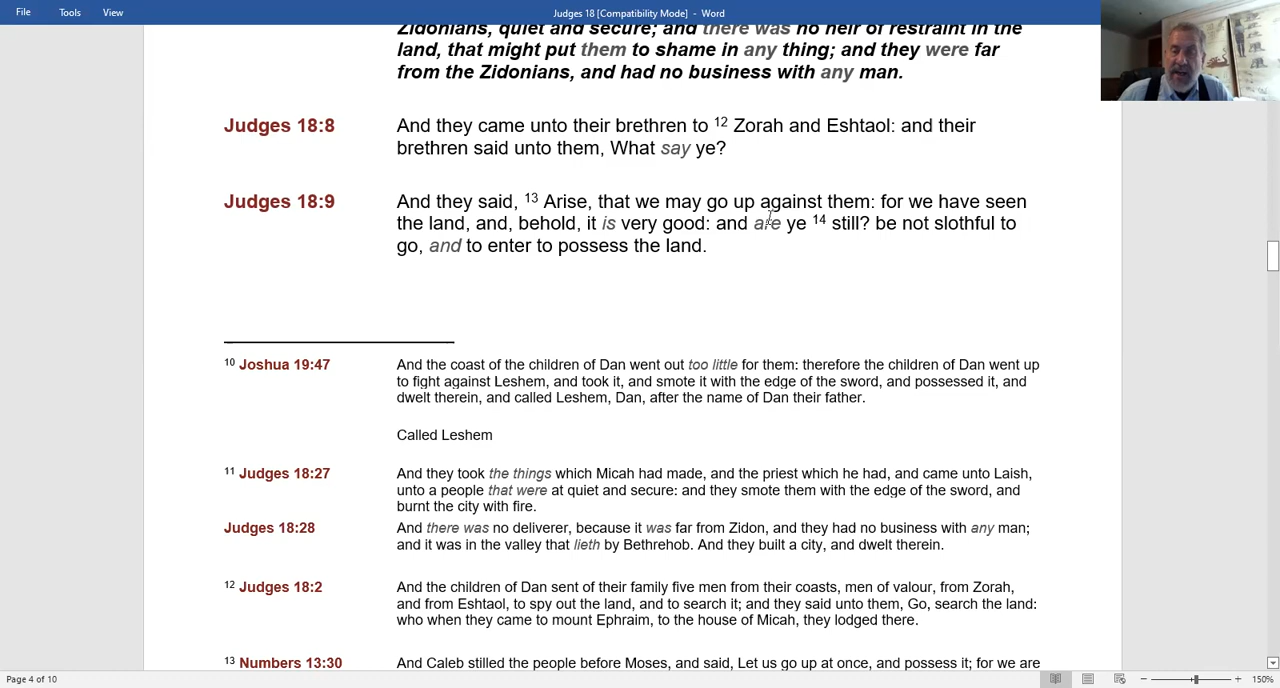 File Tools View Judges 18 [Compatibility Mode] - Word
Zidonians, quiet and secure; and there was no heir of restraint in the
land, that might put them to shame in any thing; and they were far
from the Zidonians, and had no business with any man.
Judges 18:8 And they came unto their brethren to 12 Zorah and Eshtaol: and their
brethren said unto them, What say ye?
Judges 18:9 And they said, 13 Arise, that we may go up against them: for we have seen
the land, and, behold, it is very good: and are ye 14 still? be not slothful to
go, and to enter to possess the land.
10 Joshua 19:47 And the coast of the children of Dan went out too little for them: therefore the children of Dan went up
to fight against Leshem, and took it, and smote it with the edge of the sword, and possessed it, and
dwelt therein, and called Leshem, Dan, after the name of Dan their father.
Called Leshem
11 Judges 18:27 And they took the things which Micah had made, and the priest which he had, and came unto Laish,
unto a people that were at quiet and secure: and they smote them with the edge of the sword, and
burnt the city with fire.
Judges 18:28 And there was no deliverer, because it was far from Zidon, and they had no business with any man;
and it was in the valley that lieth by Bethrehob. And they built a city, and dwelt therein.
12 Judges 18:2 And the children of Dan sent of their family five men from their coasts, men of valour, from Zorah,
and from Eshtaol, to spy out the land, and to search it; and they said unto them, Go, search the land:
who when they came to mount Ephraim, to the house of Micah, they lodged there.
13 Numbers 13:30 And Caleb stilled the people before Moses, and said, Let us go up at once, and possess it; for we are
Page 4 of 10 150%